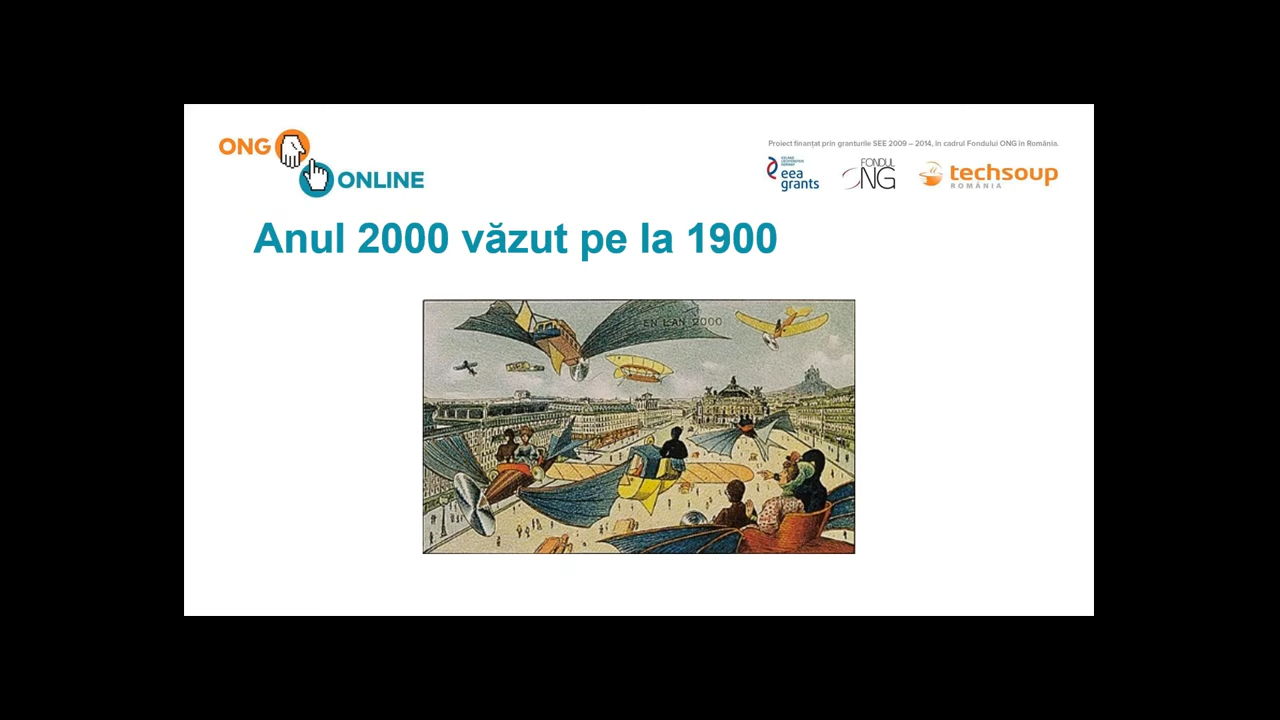 ONG
ONLINE
Proiect finanțat prin granturile SEE 2009 – 2014, în cadrul Fondului ONG în România.
eea
grants
FONDUL
ONG
techsoup
ROMÂNIA
Anul 2000 văzut pe la 1900
EN L'AN 2000